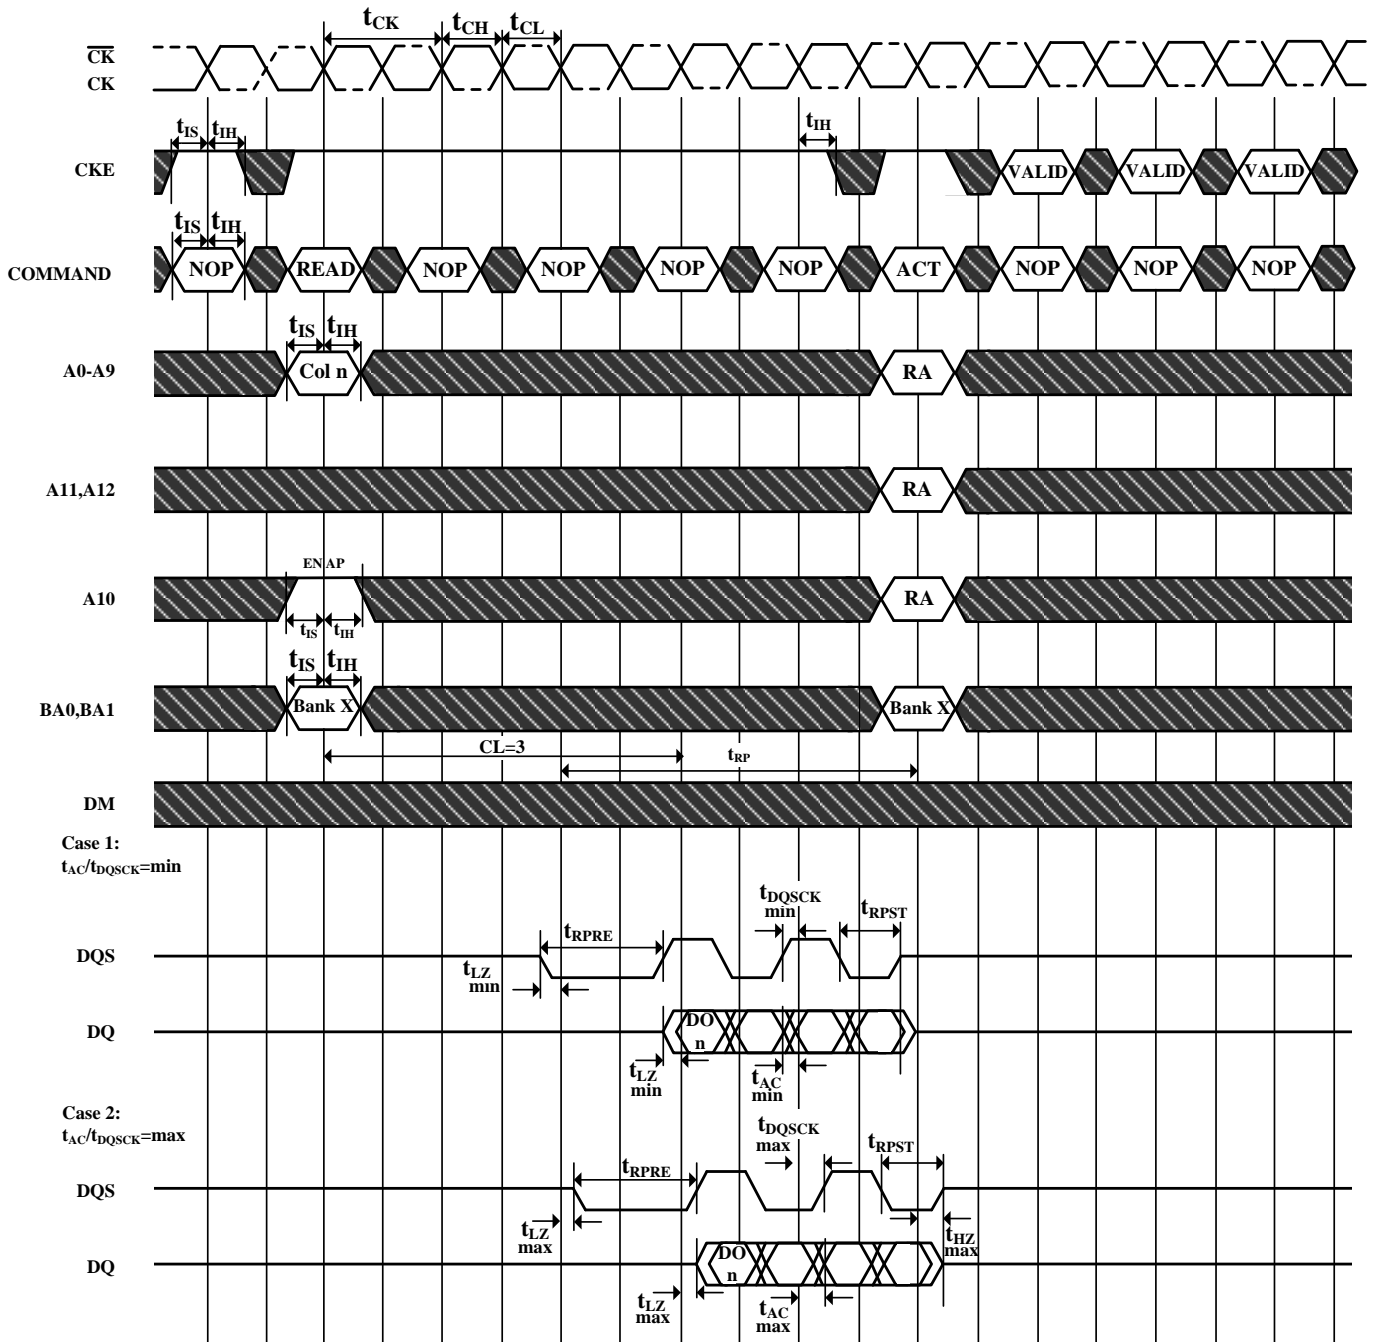 tCK tCH tCL
CK
CK
tIS tIH tIH
CKE VALID VALID VALID
tIS tIH
COMMAND NOP READ NOP NOP NOP NOP ACT NOP NOP NOP
tIS tIH
A0-A9 Col n RA
A11,A12 RA
EN AP
A10 RA
tIS tIH
tIS tIH
BA0,BA1 Bank X Bank X
CL=3 tRP
DM
Case 1:
tAC/tDQSCK=min
tDQSCK min tRPST
tRPRE
DQS
tLZ min
DQ DO n
tLZ min tAC min
Case 2:
tAC/tDQSCK=max
tDQSCK max tRPST
tRPRE
DQS
tLZ max tHZ max
DQ DO n
tLZ max tAC max